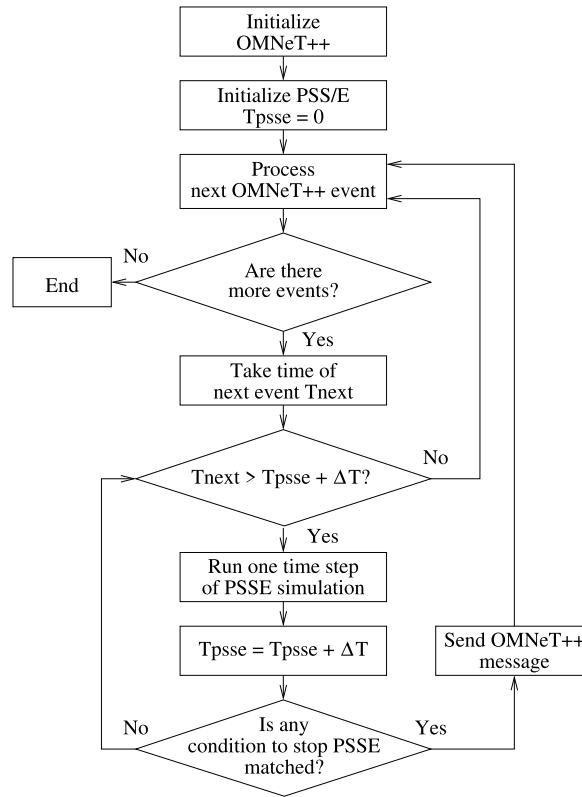 Initialize
OMNeT++
Initialize PSS/E
Tpsse = 0
Process
next OMNeT++ event
No
End
Are there
more events?
Yes
Take time of
next event Tnext
No
Tnext > Tpsse + ΔT?
Yes
Run one time step
of PSSE simulation
Tpsse = Tpsse + ΔT
Send OMNeT++
message
No
Is any
condition to stop PSSE
matched?
Yes